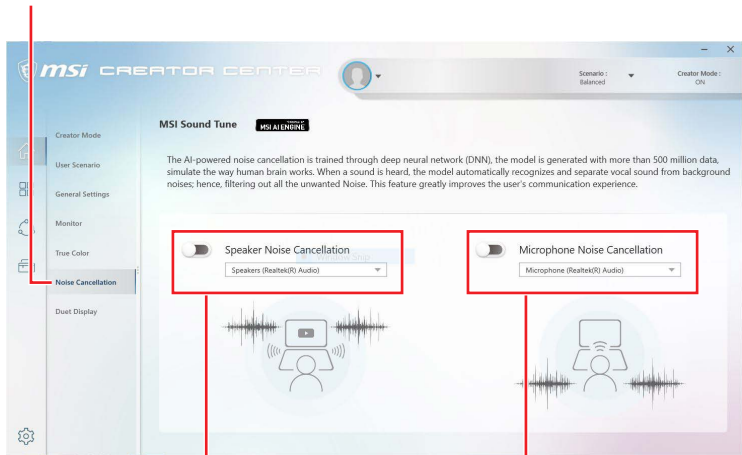 msi CREATOR CENTER
Scenario :
Balanced
Creator Mode :
ON
MSI Sound Tune
POWERED BY
MSI AI ENGINE
The AI-powered noise cancellation is trained through deep neural network (DNN), the model is generated with more than 500 million data,
simulate the way human brain works. When a sound is heard, the model automatically recognizes and separate vocal sound from background
noises; hence, filtering out all the unwanted Noise. This feature greatly improves the user's communication experience.
Creator Mode
User Scenario
General Settings
Monitor
True Color
Noise Cancellation
Duet Display
Speaker Noise Cancellation
Speakers (Realtek(R) Audio)
Microphone Noise Cancellation
Microphone (Realtek(R) Audio)